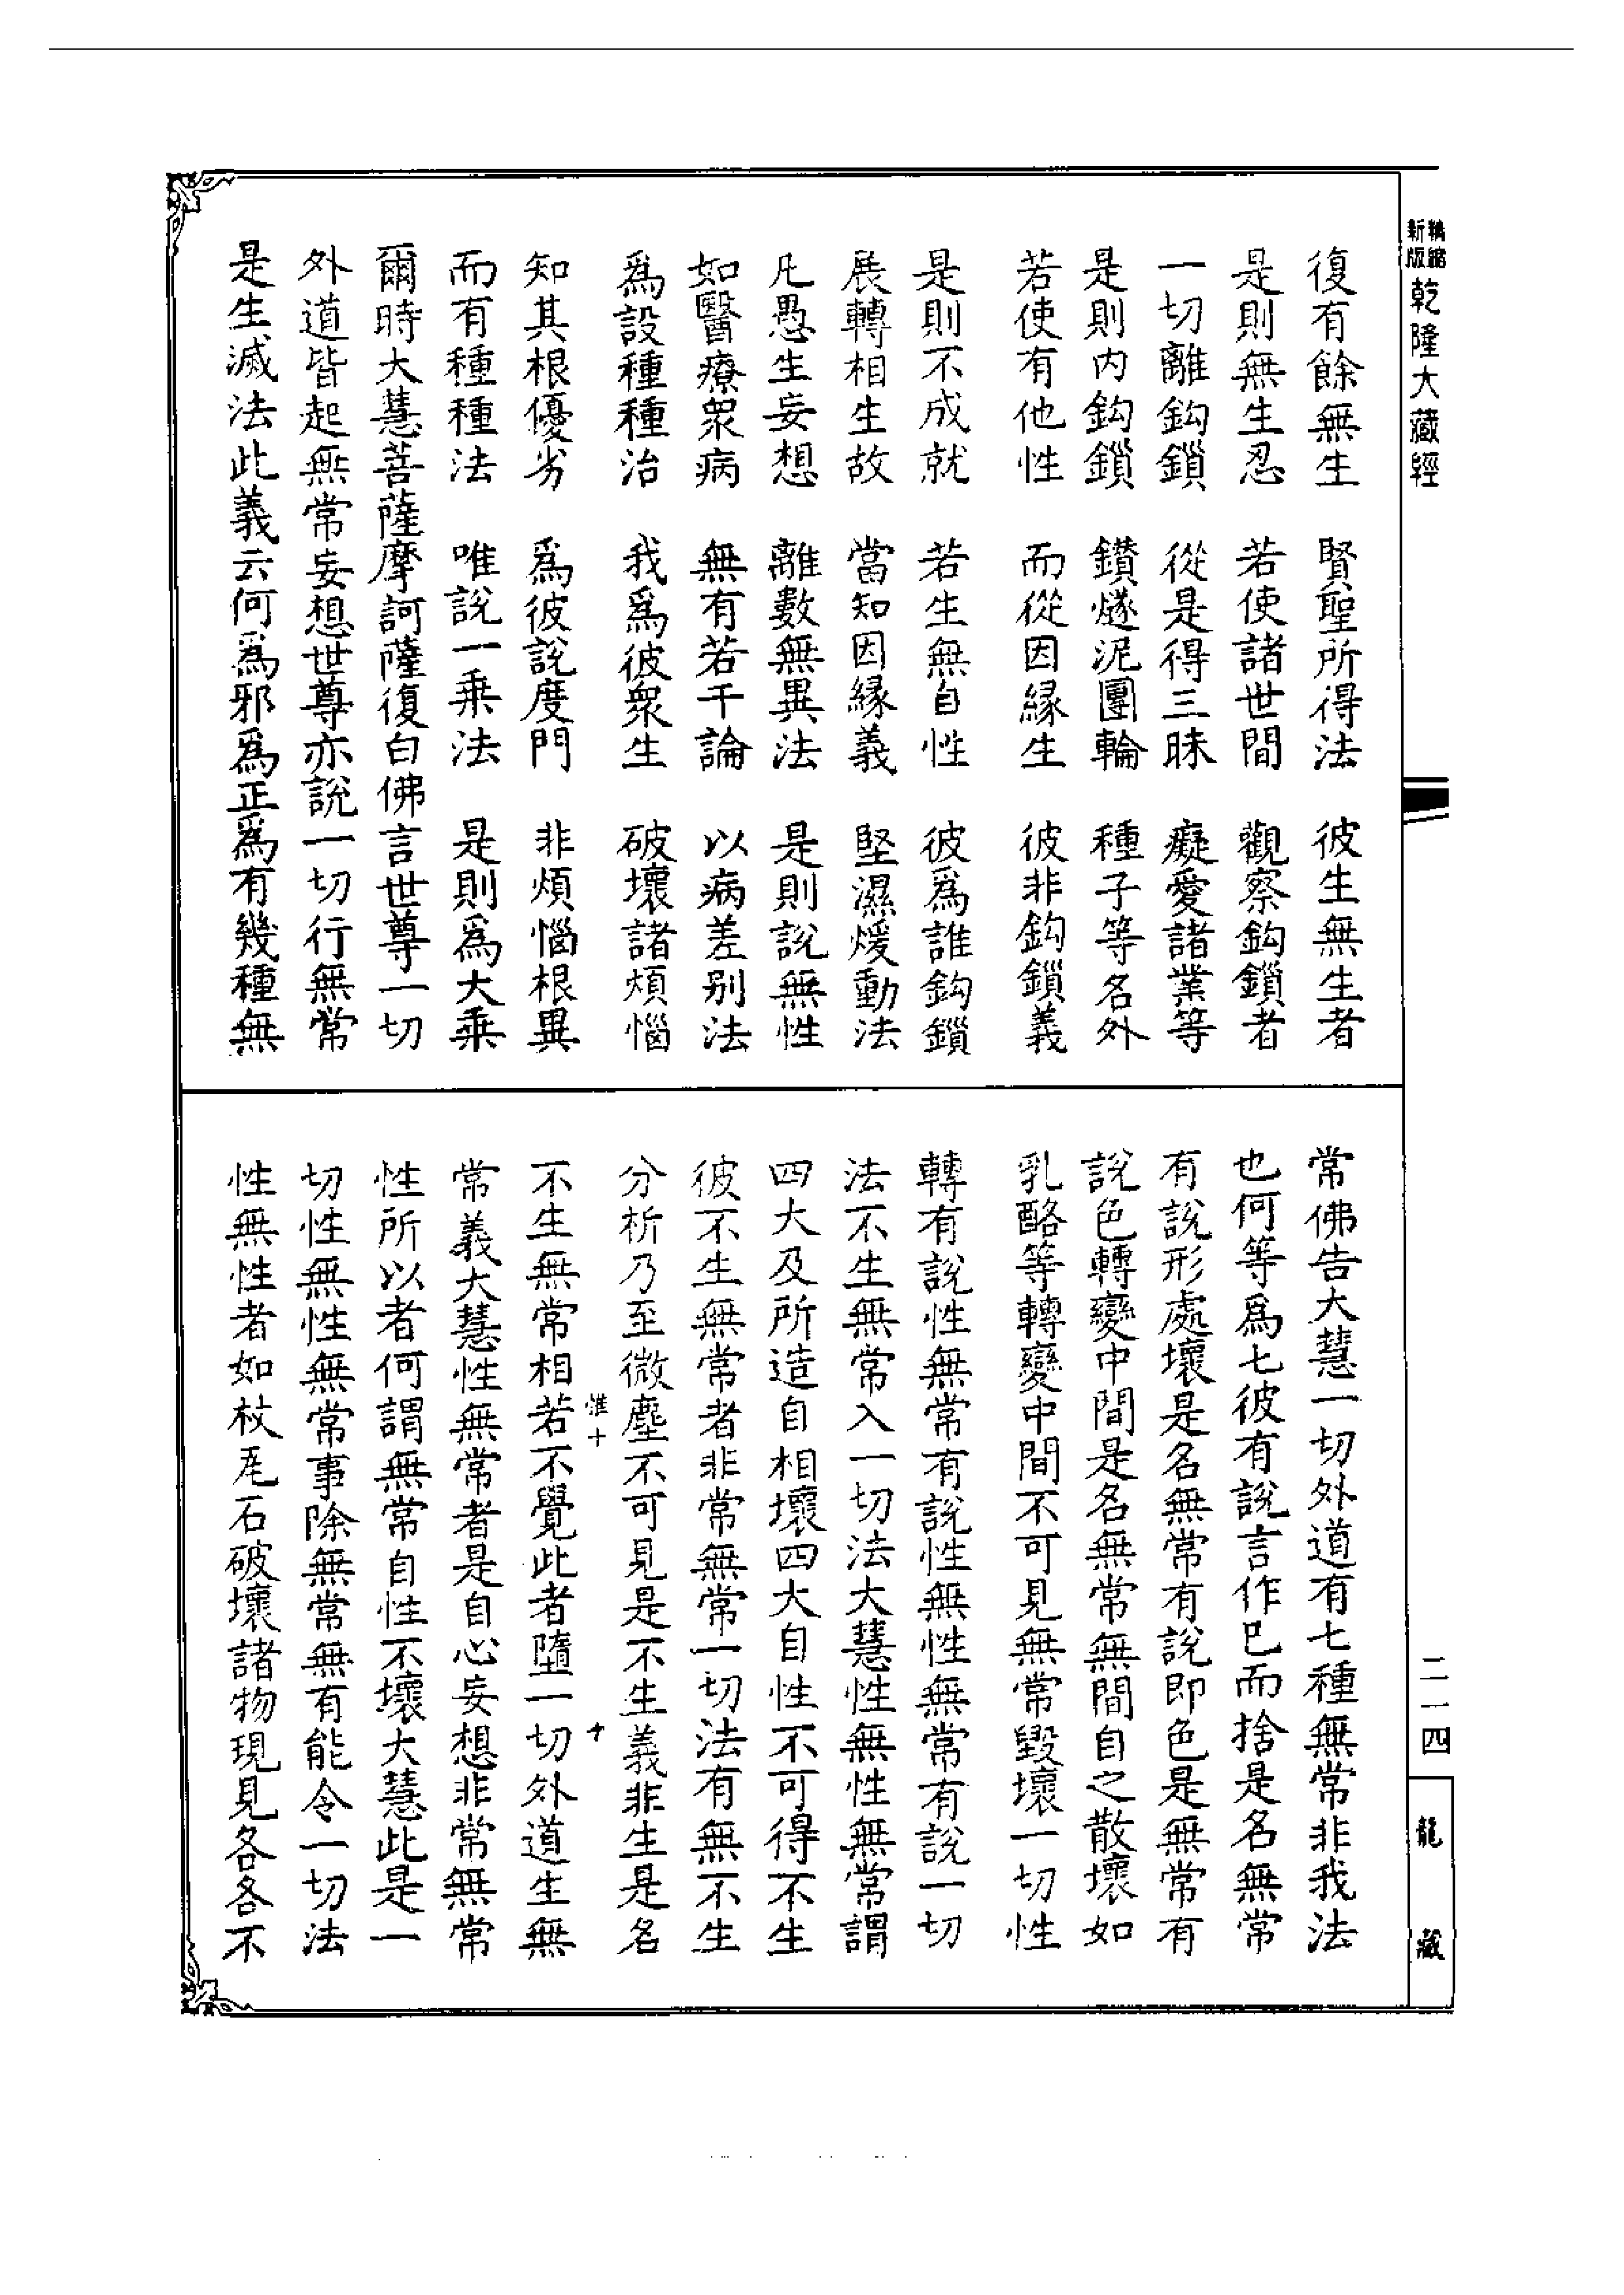 新版精縮乾隆大藏經
二一四
龍藏
復有餘無生　賢聖所得法　彼生無生者
是則無生忍　若使諸世間　觀察鈎鎖者
一切離鈎鎖　從是得三昧　癡愛諸業等
是則内鈎鎖　鑚燧泥團輪　種子等名外
若使有他性　而從因緣生　彼非鈎鎖義
是則不成就　若生無自性　彼爲誰鈎鎖
展轉相生故　當知因緣義　堅濕煖動法
凡愚生妄想　離數無異法　是則說無性
如醫療衆病　無有若干論　以病差别法
爲設種種治　我爲彼衆生　破壞諸煩惱
知其根優劣　爲彼說度門　非煩惱根異
而有種種法　唯說一乗法　是則爲大乗
爾時大慧菩薩摩訶薩復白佛言世尊一切
外道皆起無常妄想世尊亦說一切行無常
是生滅法此義云何爲邪爲正爲有幾種無
常佛告大慧一切外道有七種無常非我法
也何等爲七彼有說言作已而捨是名無常
有說形處壞是名無常有說即色是無常有
說色轉變中間是名無常無間自之散壞如
乳酪等轉變中間不可見無常毀壞一切性
轉有說性無常有說性無性無常有說一切
法不生無常入一切法大慧性無性無常謂
四大及所造自相壞四大自性不可得不生
彼不生無常者非常無常一切法有無不生
分析乃至微塵不可見是不生義非生是名
惟十
十
不生無常相若不覺此者墮一切外道生無
常義大慧性無常者是自心妄想非常無常
性所以者何謂無常自性不壞大慧此是一
切性無性無常事除無常無有能令一切法
性無性者如杖瓦石破壞諸物現見各各不